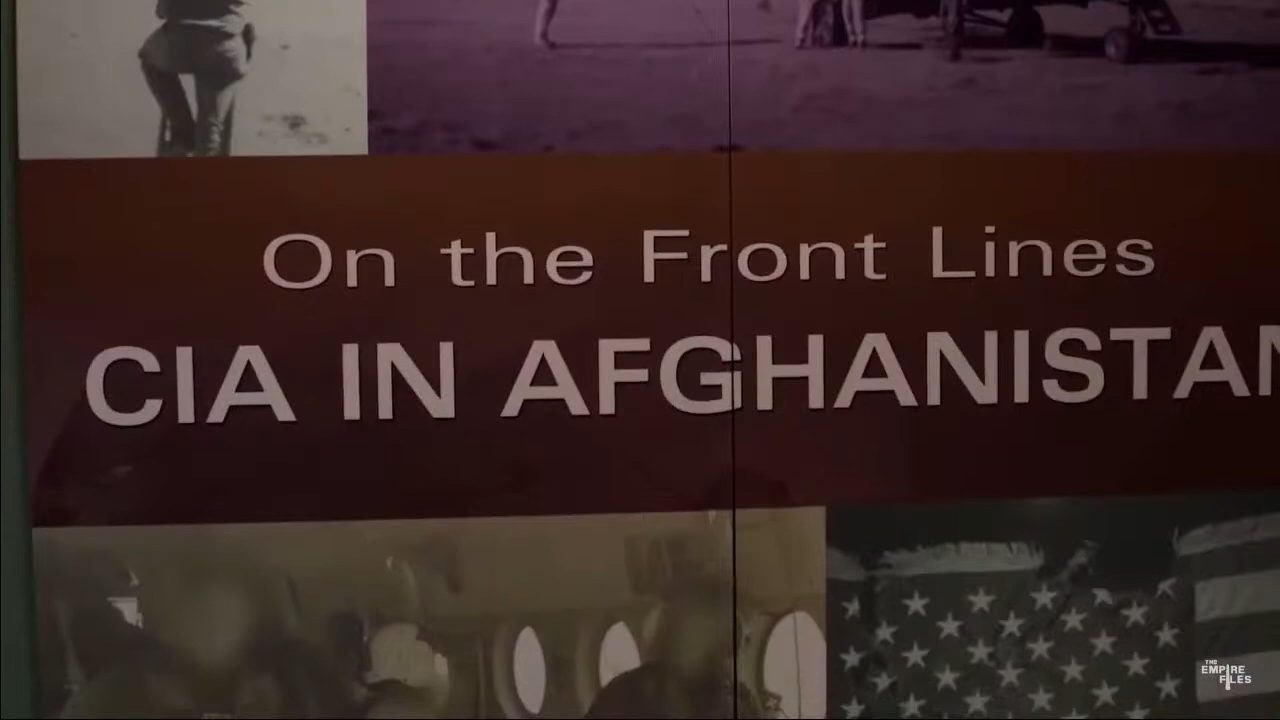 On the Front Lines
CIA IN AFGHANISTAN
THE
EMPIRE
FILES